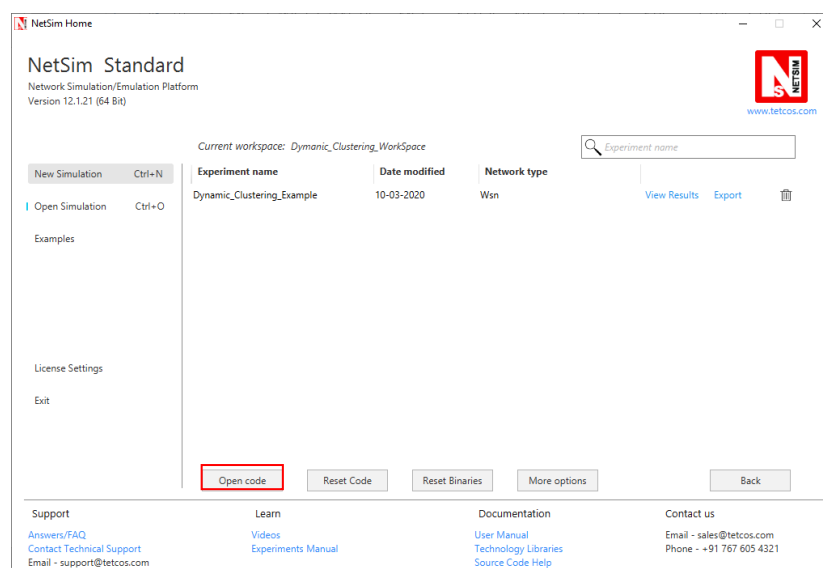 NetSim Home
NetSim Standard
Network Simulation/Emulation Platform
Version 12.1.21 (64 Bit)
NETSIM
www.tetcos.com
Current workspace: Dymanic_Clustering_WorkSpace
Experiment name
New Simulation Ctrl+N
Experiment name Date modified Network type
Dynamic_Clustering_Example 10-03-2020 Wsn View Results Export
Open Simulation Ctrl+O
Examples
License Settings
Exit
Open code Reset Code Reset Binaries More options Back
Support Learn Documentation Contact us
Answers/FAQ Videos User Manual Email - sales@tetcos.com
Contact Technical Support Experiments Manual Technology Libraries Phone - +91 767 605 4321
Email - support@tetcos.com Source Code Help